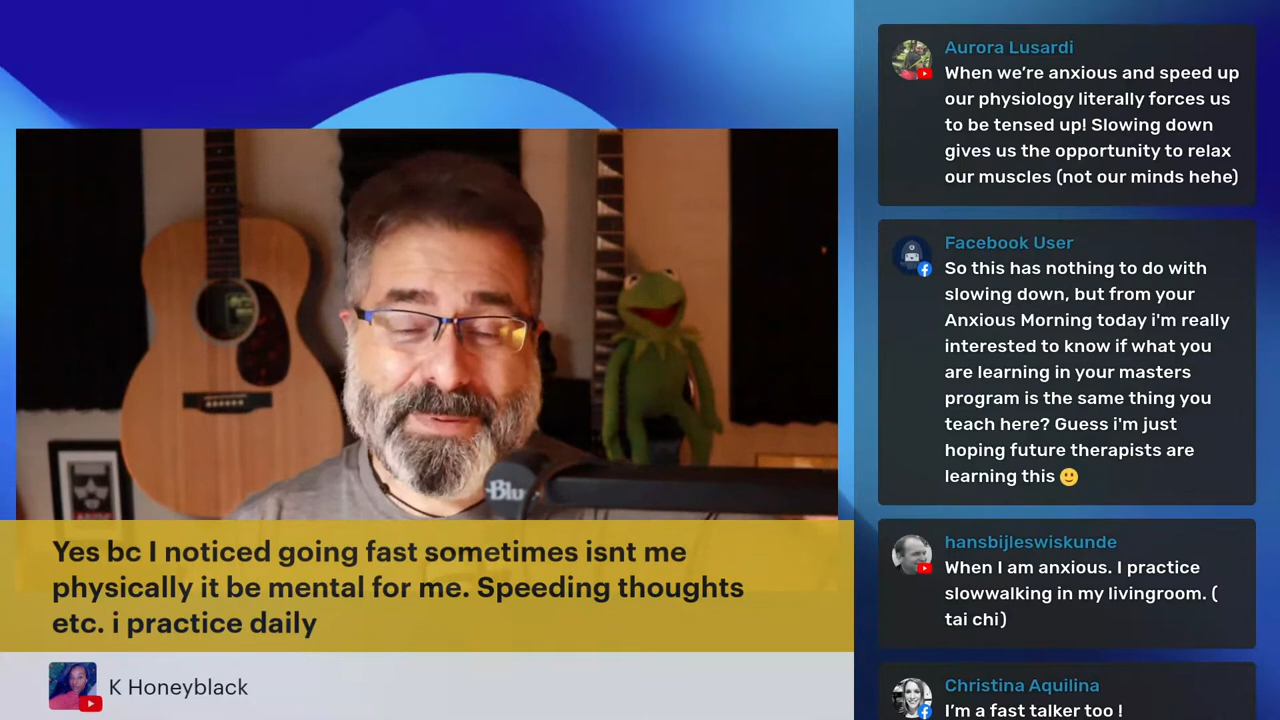 Aurora Lusardi
When we're anxious and speed up
our physiology literally forces us
to be tensed up! Slowing down
gives us the opportunity to relax
our muscles (not our minds hehe)
Facebook User
So this has nothing to do with
slowing down, but from your
Anxious Morning today i'm really
interested to know if what you
are learning in your masters
program is the same thing you
teach here? Guess i'm just
hoping future therapists are
learning this 🙂
hansbijleswiskunde
When I am anxious. I practice
slowwalking in my livingroom. (
tai chi)
Christina Aquilina
I'm a fast talker too !
Blu
Yes bc I noticed going fast sometimes isnt me
physically it be mental for me. Speeding thoughts
etc. i practice daily
K Honeyblack